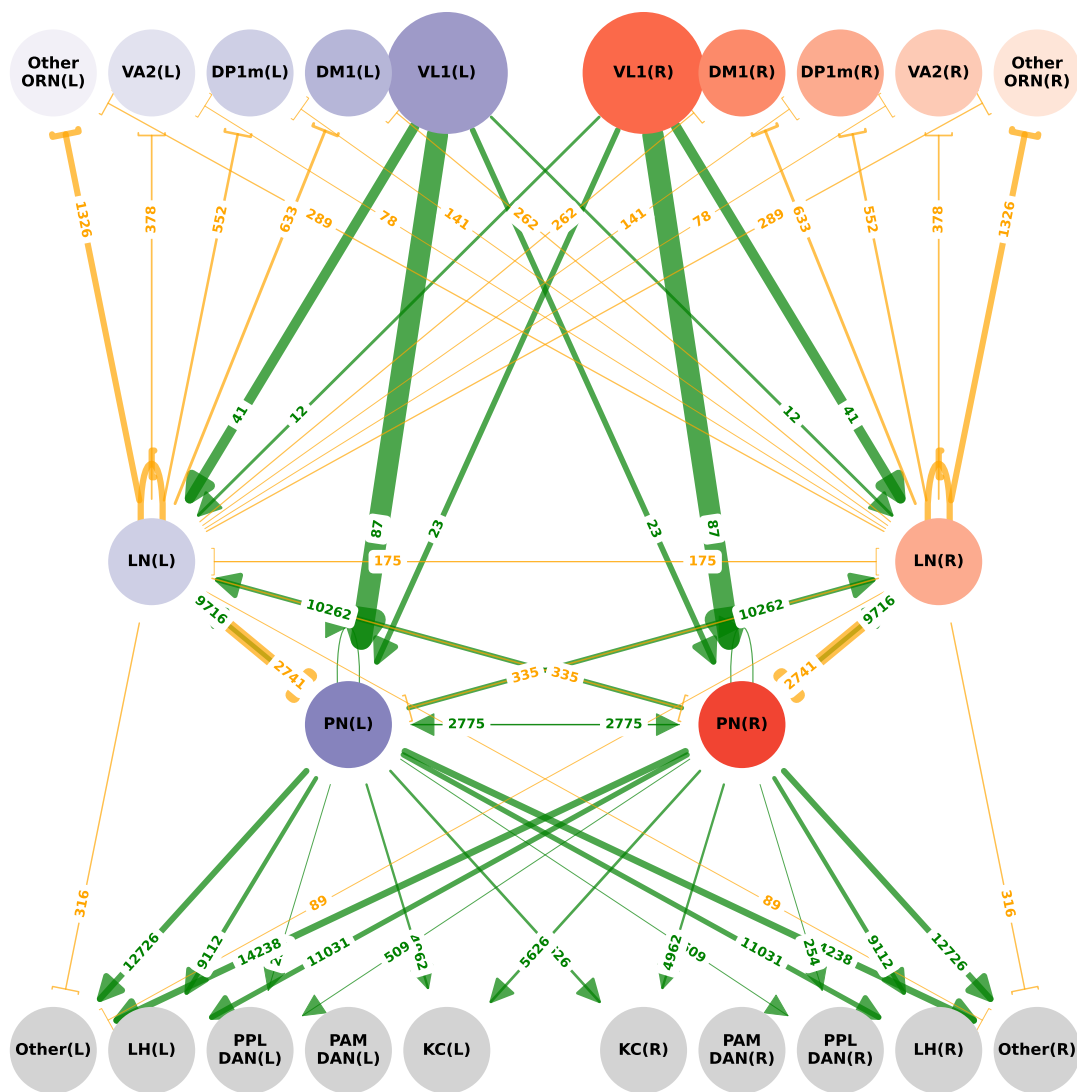 Other
ORN(L)
VA2(L)
DP1m(L)
DM1(L)
VL1(L)
VL1(R)
DM1(R)
DP1m(R)
VA2(R)
Other
ORN(R)
1326
378
552
633
289
78
141
262
262
141
78
289
633
552
378
1326
41
12
12
41
87
23
23
87
LN(L)
175
175
LN(R)
9716
10262
10262
9716
2741
335
335
2741
PN(L)
2775
2775
PN(R)
316
89
89
316
12726
9112
14238
11031
509
4962
5626
4962
11031
254
9112
12726
Other(L)
LH(L)
PPL
DAN(L)
PAM
DAN(L)
KC(L)
KC(R)
PAM
DAN(R)
PPL
DAN(R)
LH(R)
Other(R)